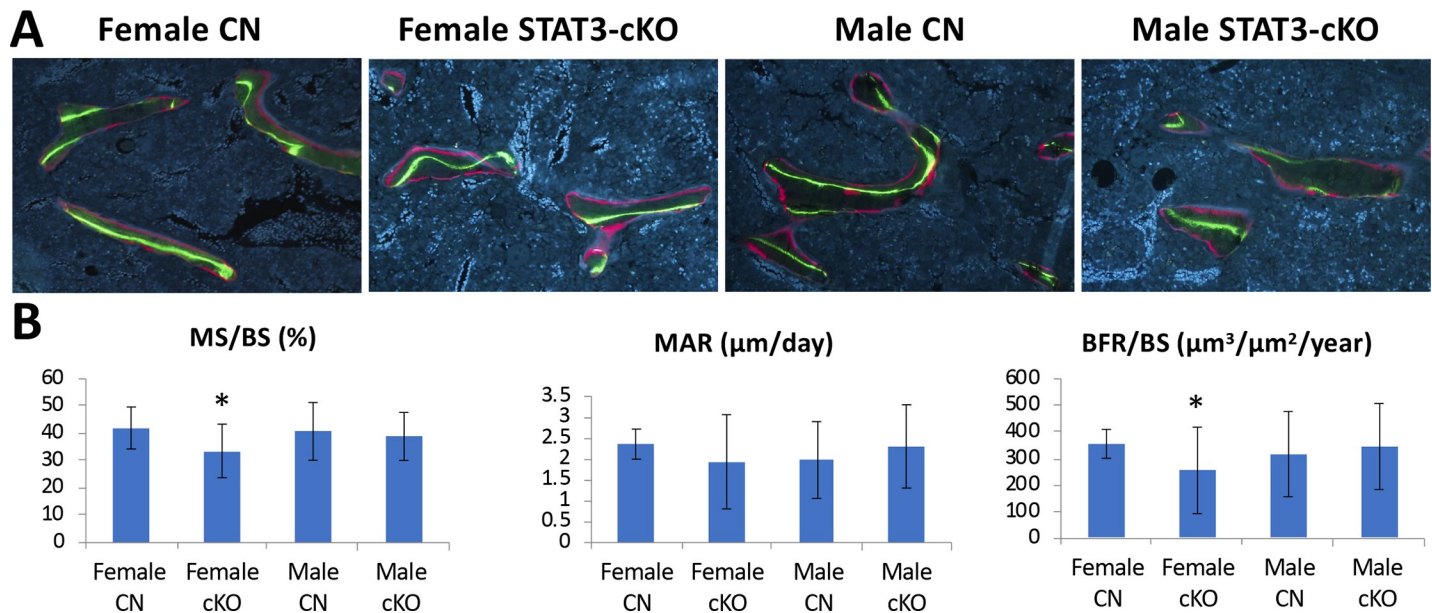 A
Female CN
Female STAT3-cKO
Male CN
Male STAT3-cKO
B
MS/BS (%)
60
50
40
30
20
10
0
*
Female CN
Female cKO
Male CN
Male cKO
MAR (µm/day)
3.5
3
2.5
2
1.5
1
0.5
0
Female CN
Female cKO
Male CN
Male cKO
BFR/BS (µm³/µm²/year)
600
500
400
300
200
100
0
*
Female CN
Female cKO
Male CN
Male cKO